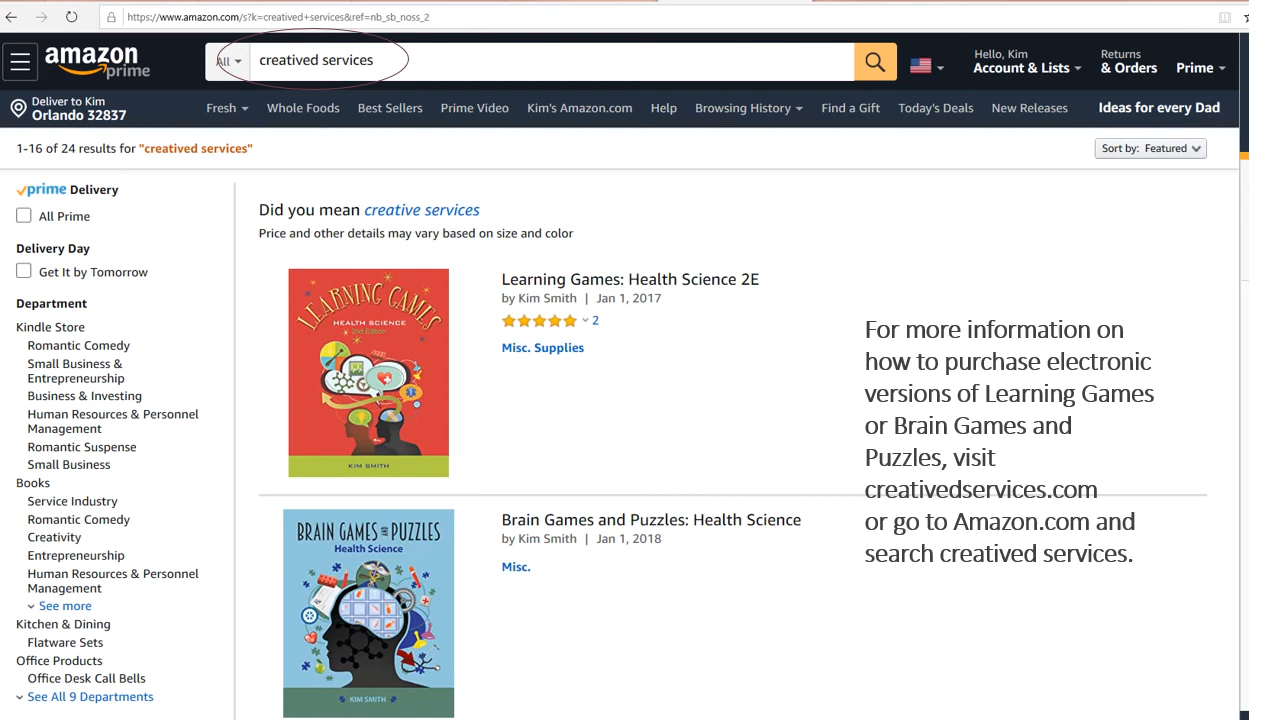 https://www.amazon.com/s?k=creatived+services&ref=nb_sb_noss_2
amazon
prime
All
creatived services
Hello, Kim
Account & Lists
Returns
& Orders
Prime
Deliver to Kim
Orlando 32837
Fresh
Whole Foods
Best Sellers
Prime Video
Kim's Amazon.com
Help
Browsing History
Find a Gift
Today's Deals
New Releases
Ideas for every Dad
1-16 of 24 results for "creatived services"
Sort by: Featured
prime Delivery
All Prime
Delivery Day
Get It by Tomorrow
Department
Kindle Store
Romantic Comedy
Small Business &
Entrepreneurship
Business & Investing
Human Resources & Personnel
Management
Romantic Suspense
Small Business
Books
Service Industry
Romantic Comedy
Creativity
Entrepreneurship
Human Resources & Personnel
Management
See more
Kitchen & Dining
Flatware Sets
Office Products
Office Desk Call Bells
See All 9 Departments
Did you mean creative services
Price and other details may vary based on size and color
LEARNING GAMES
HEALTH SCIENCE
2nd Edition
KIM SMITH
Learning Games: Health Science 2E
by Kim Smith | Jan 1, 2017
2
Misc. Supplies
BRAIN GAMES AND PUZZLES
Health Science
KIM SMITH
Brain Games and Puzzles: Health Science
by Kim Smith | Jan 1, 2018
Misc.
For more information on
how to purchase electronic
versions of Learning Games
or Brain Games and
Puzzles, visit
creativedservices.com
or go to Amazon.com and
search creatived services.